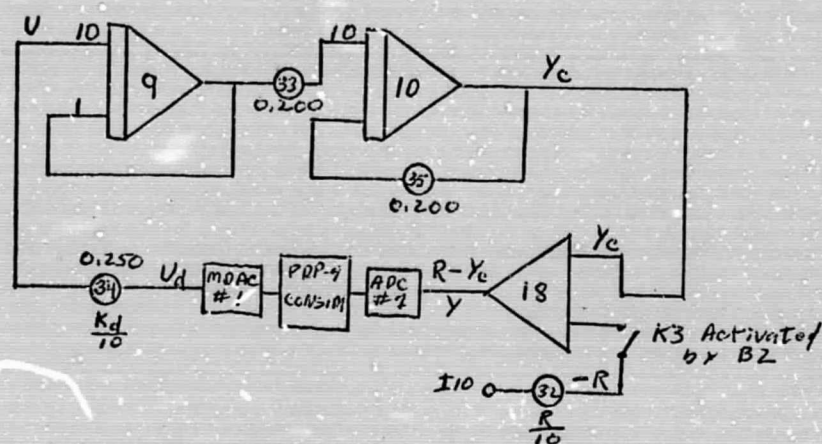 U 10
9
1
33
0.200
10
10
Yc
35
0.200
0.250
34
Kd
10
Ud
MDAC
#1
PDP-9
CONSIM
ADC
#1
R-Yc
Y
18
Yc
K3 Activated
by B2
±10
32
-R
R
10